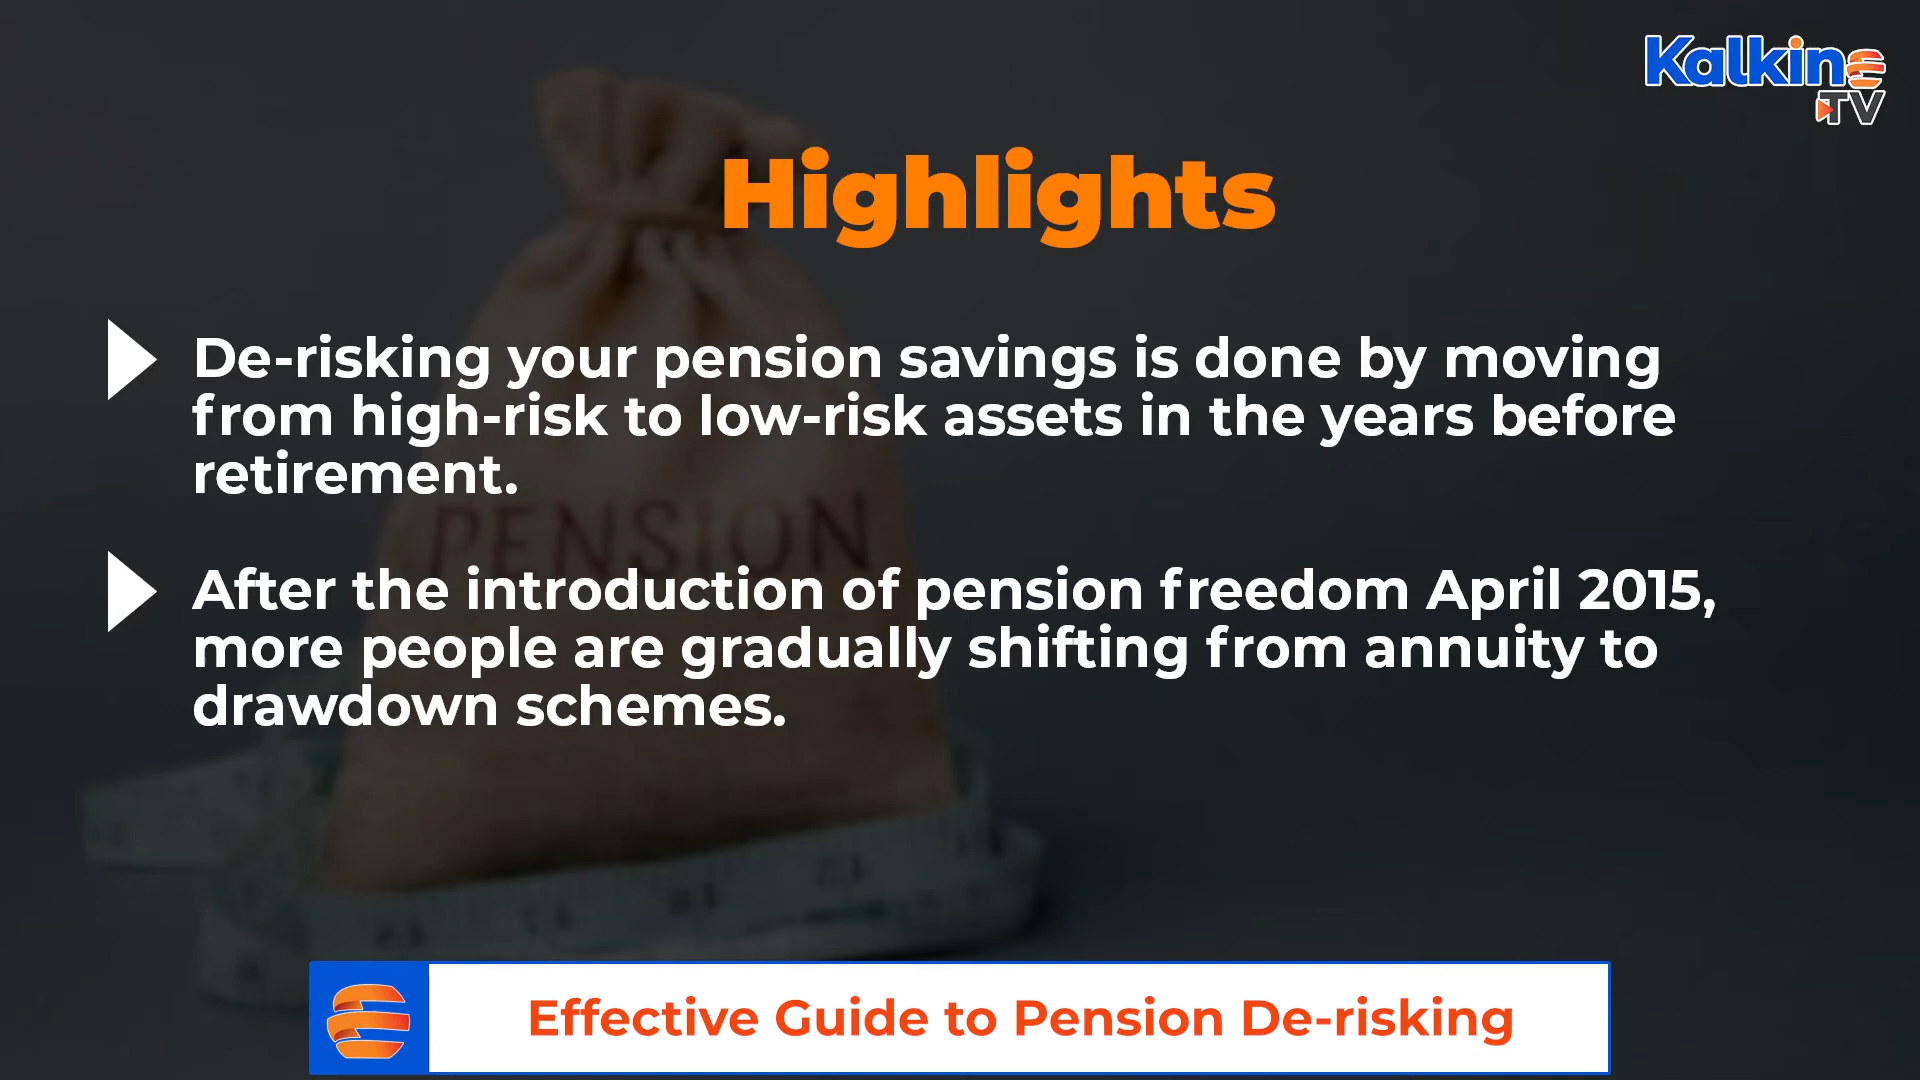 Kalkine
TV
Highlights
De-risking your pension savings is done by moving
from high-risk to low-risk assets in the years before
retirement.
PENSION
After the introduction of pension freedom April 2015,
more people are gradually shifting from annuity to
drawdown schemes.
Effective Guide to Pension De-risking